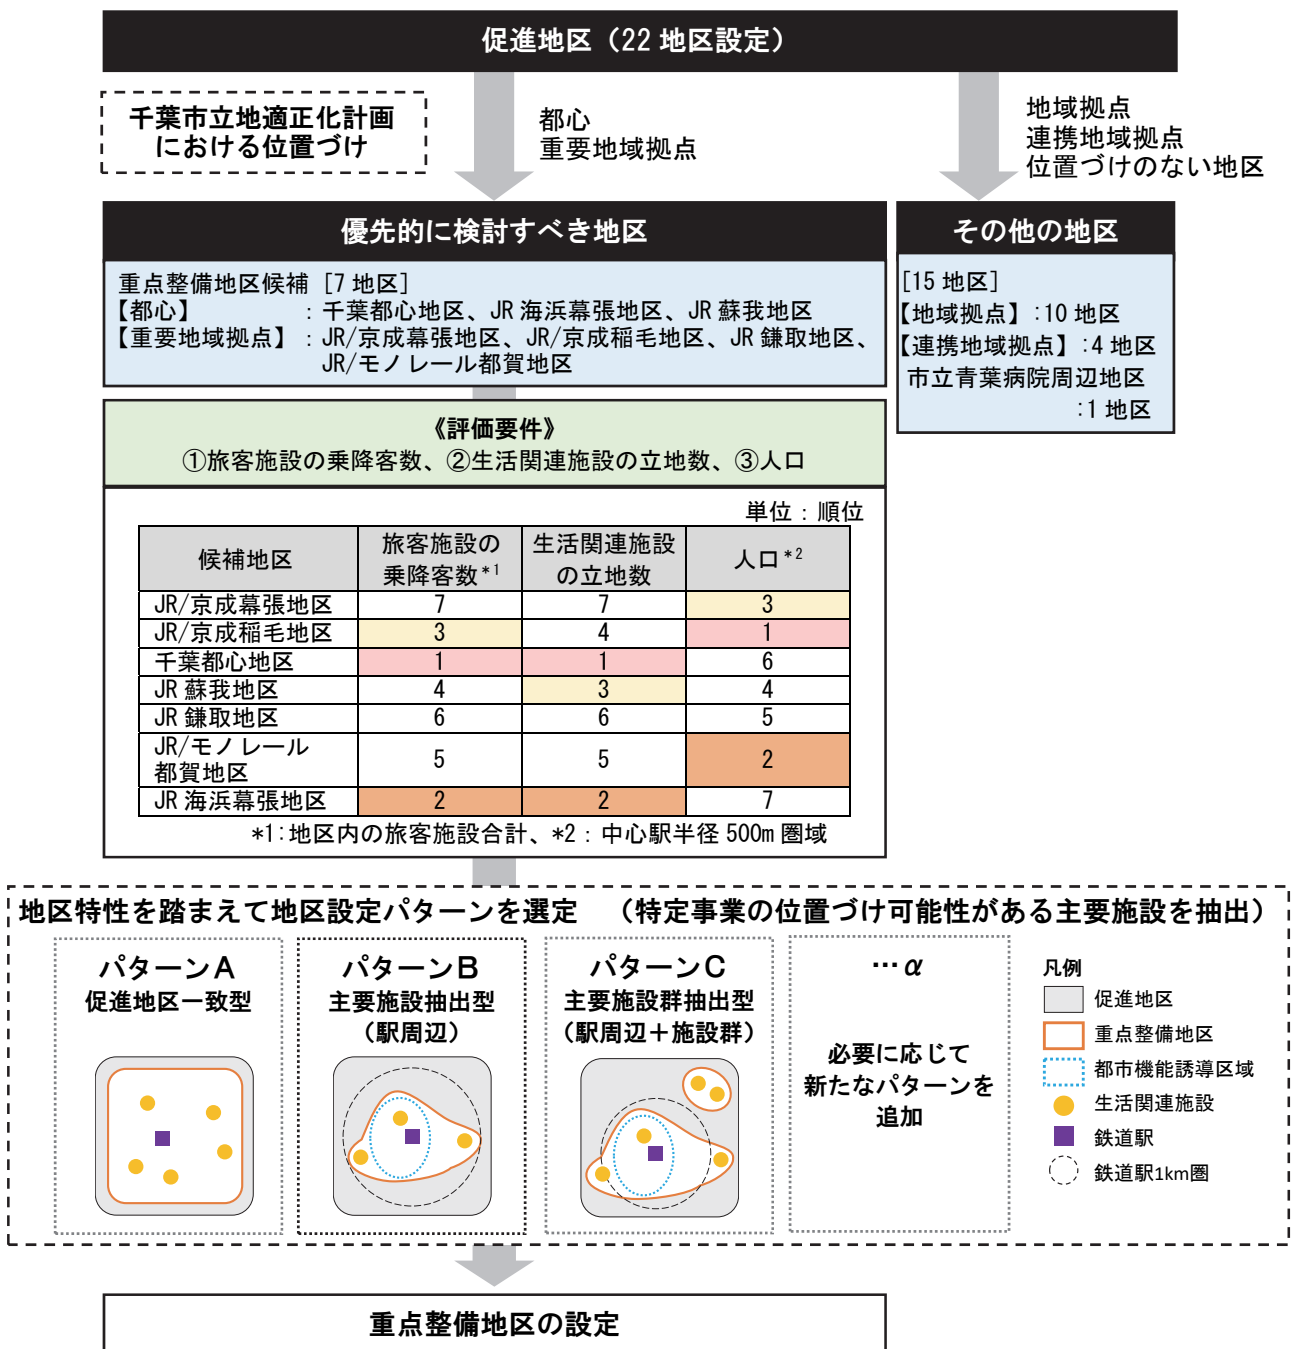 促進地区（22地区設定）
千葉市立地適正化計画
における位置づけ
都心
重要地域拠点
地域拠点
連携地域拠点
位置づけのない地区
優先的に検討すべき地区
重点整備地区候補［7地区］
【都心】　　　　：千葉都心地区、JR海浜幕張地区、JR蘇我地区
【重要地域拠点】：JR/京成幕張地区、JR/京成稲毛地区、JR鎌取地区、
JR/モノレール都賀地区
その他の地区
[15地区]
【地域拠点】:10地区
【連携地域拠点】:4地区
市立青葉病院周辺地区
:1地区
《評価要件》
①旅客施設の乗降客数、②生活関連施設の立地数、③人口
単位：順位
候補地区 旅客施設の乗降客数*1 生活関連施設の立地数 人口*2
JR/京成幕張地区 7 7 3
JR/京成稲毛地区 3 4 1
千葉都心地区 1 1 6
JR蘇我地区 4 3 4
JR鎌取地区 6 6 5
JR/モノレール
都賀地区 5 5 2
JR海浜幕張地区 2 2 7
*1:地区内の旅客施設合計、*2：中心駅半径500m圏域
地区特性を踏まえて地区設定パターンを選定　（特定事業の位置づけ可能性がある主要施設を抽出）
パターンA
促進地区一致型
パターンB
主要施設抽出型
（駅周辺）
パターンC
主要施設群抽出型
（駅周辺＋施設群）
…α
必要に応じて
新たなパターンを
追加
凡例
促進地区
重点整備地区
都市機能誘導区域
生活関連施設
鉄道駅
鉄道駅1km圏
重点整備地区の設定